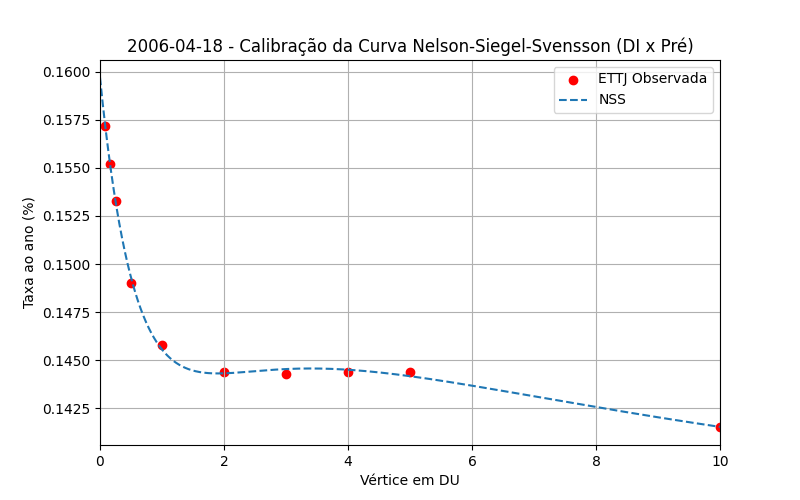 2006-04-18 - Calibração da Curva Nelson-Siegel-Svensson (DI x Pré)
0.1600
0.1575
0.1550
0.1525
0.1500
0.1475
0.1450
0.1425
Taxa ao ano (%)
ETTJ Observada
NSS
0 2 4 6 8 10
Vértice em DU